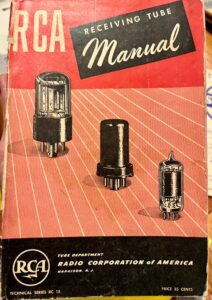 RCA
RECEIVING TUBE
Manual
RCA
TUBE DEPARTMENT
RADIO CORPORATION of AMERICA
HARRISON, N. J.
TECHNICAL SERIES RC 15
PRICE 35 CENTS